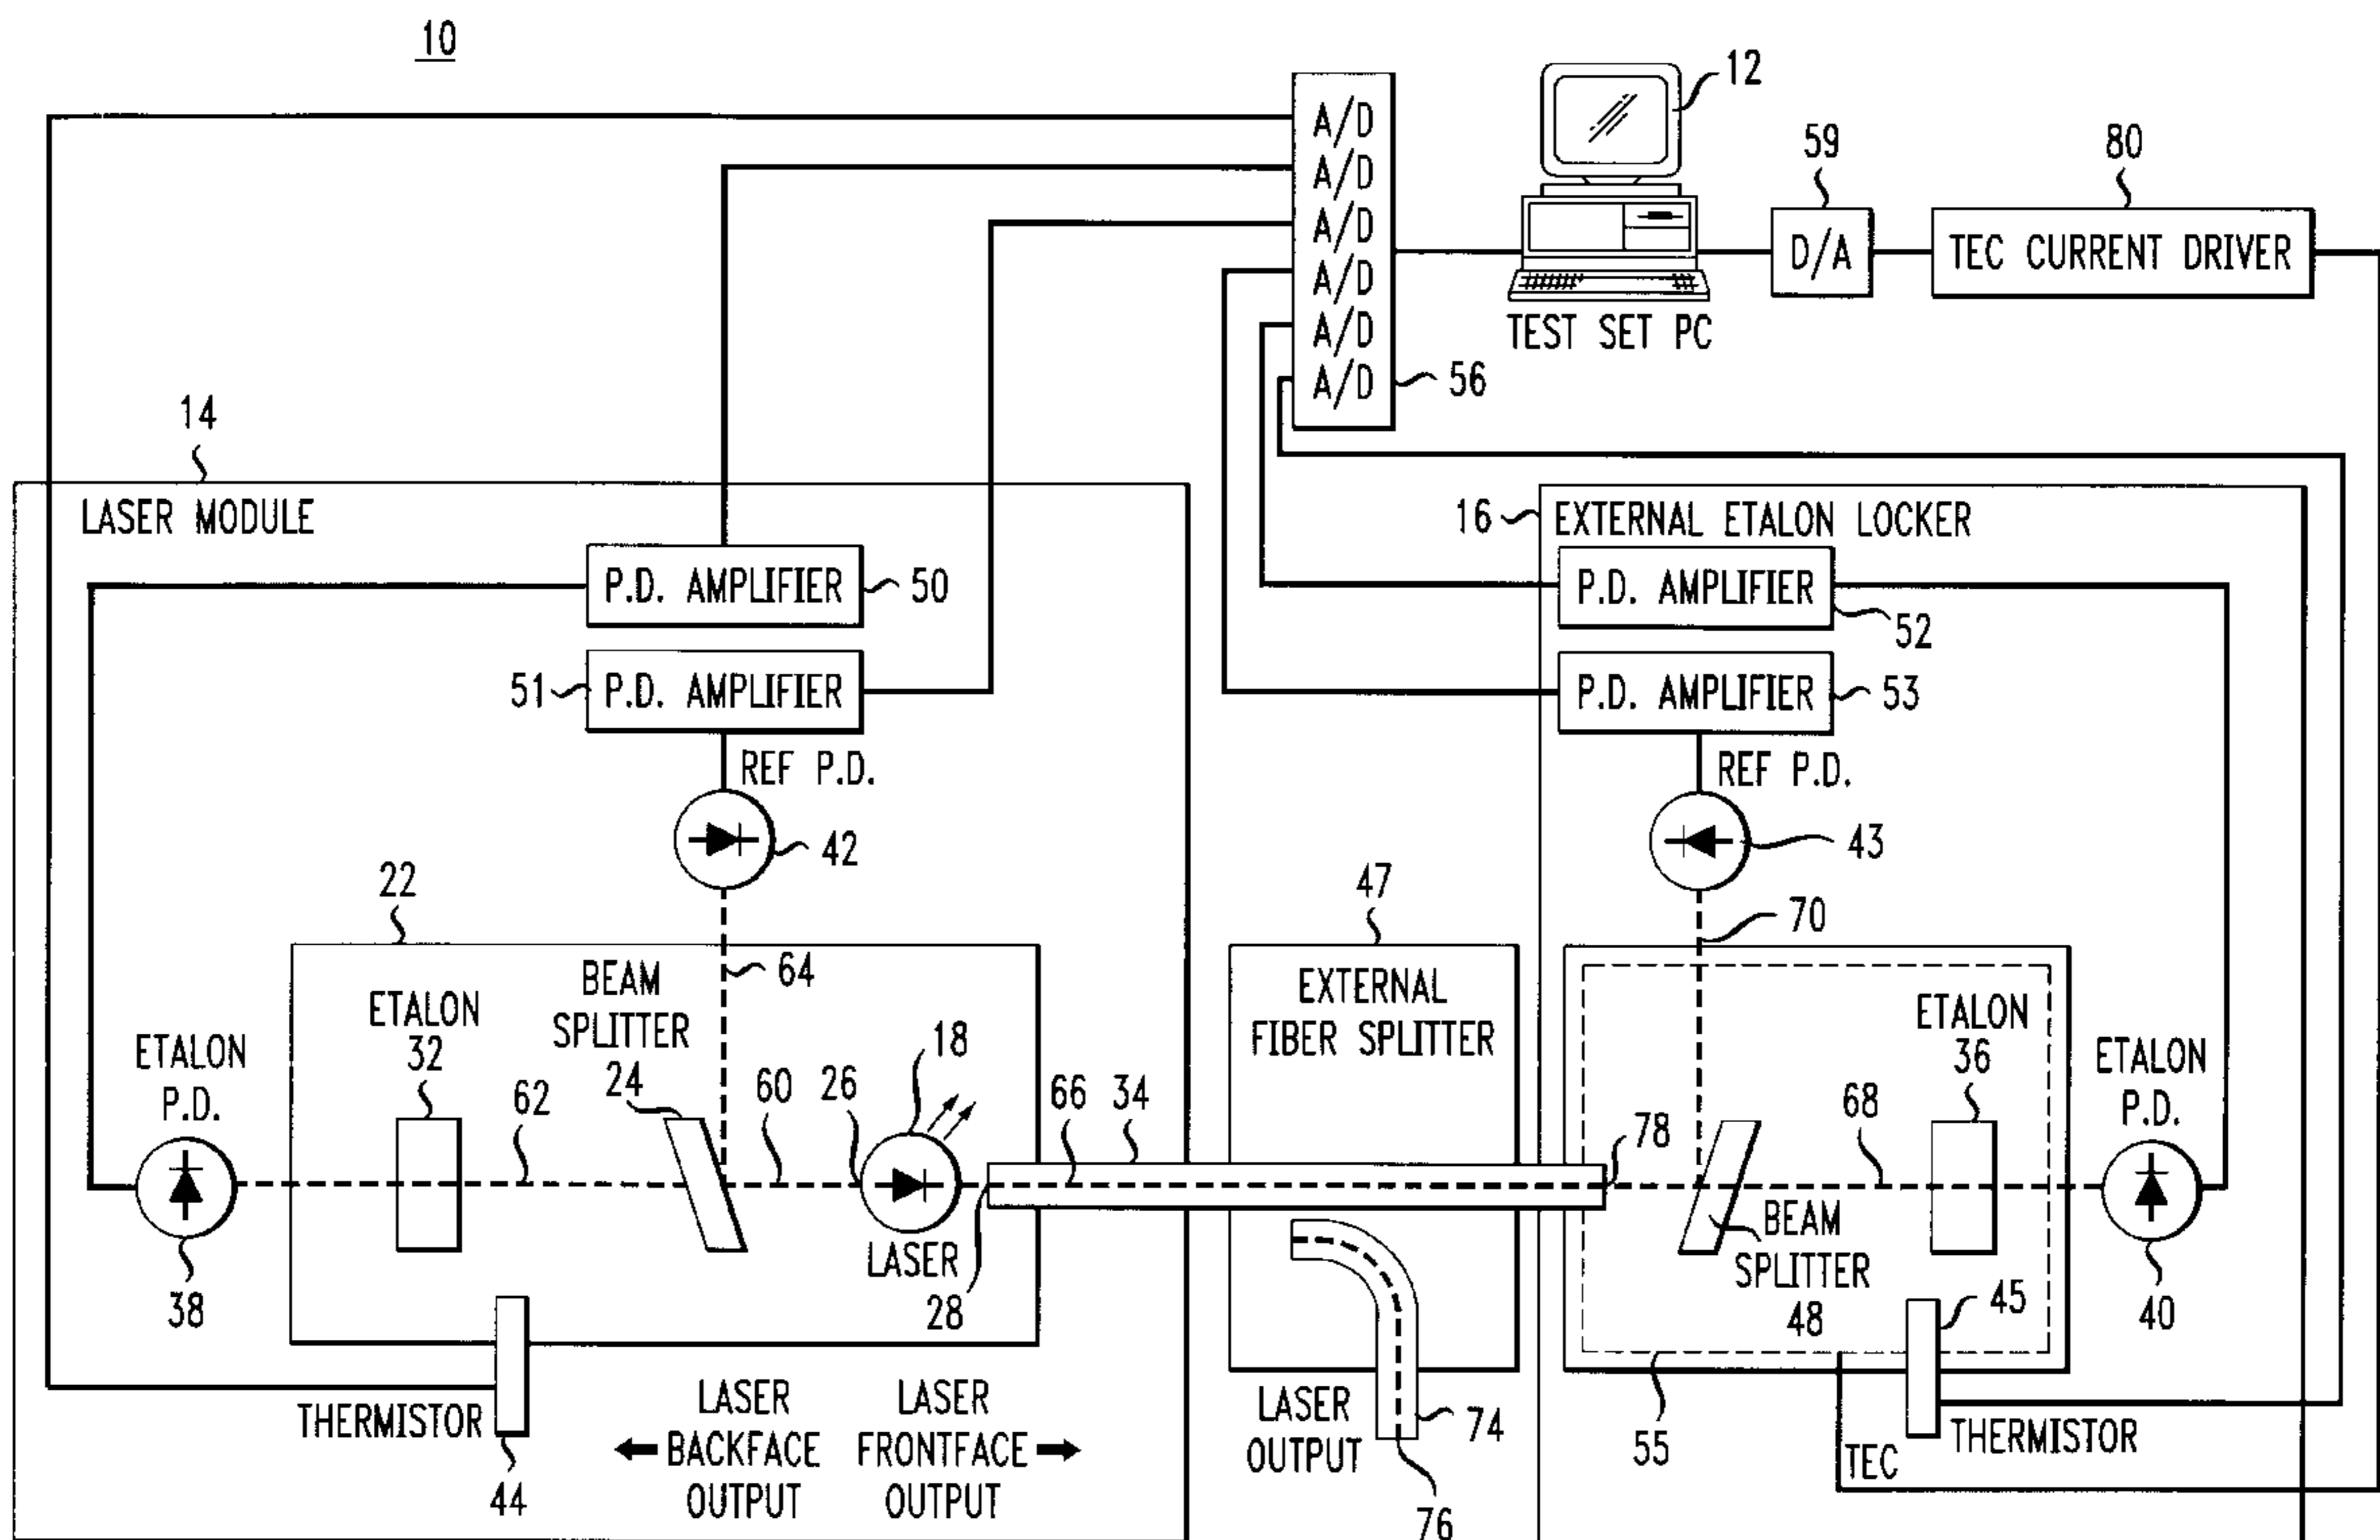 10
12
A/D
A/D
A/D
A/D
A/D
A/D
56
TEST SET PC
59
D/A
80
TEC CURRENT DRIVER
14
LASER MODULE
P.D. AMPLIFIER
50
51
P.D. AMPLIFIER
REF P.D.
42
22
64
BEAM
SPLITTER
24
ETALON
32
ETALON
P.D.
38
62
60
26
18
LASER
28
66
34
THERMISTOR
44
LASER
BACKFACE
OUTPUT
LASER
FRONTFACE
OUTPUT
47
EXTERNAL
FIBER SPLITTER
LASER
OUTPUT
74
76
16
EXTERNAL ETALON LOCKER
P.D. AMPLIFIER
52
P.D. AMPLIFIER
53
REF P.D.
43
70
78
ETALON
36
68
ETALON
P.D.
40
BEAM
SPLITTER
48
45
55
TEC
THERMISTOR